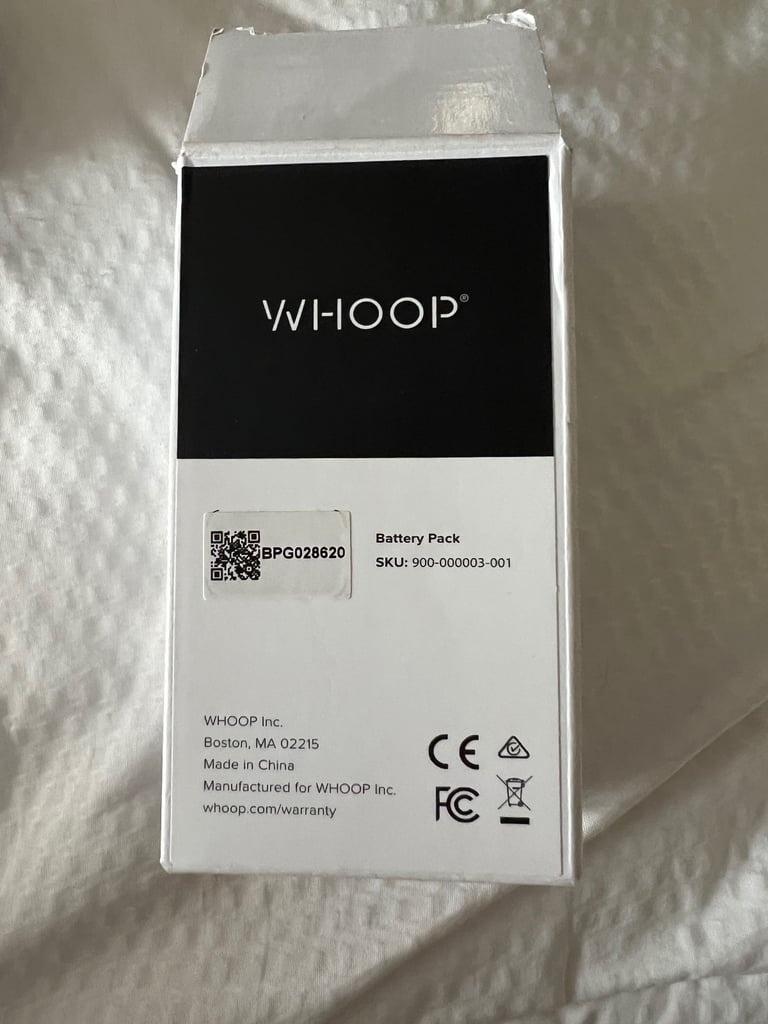 WHOOP®
BPG028620
Battery Pack
SKU: 900-000003-001
WHOOP Inc.
Boston, MA 02215
Made in China
Manufactured for WHOOP Inc.
whoop.com/warranty
CE
FC